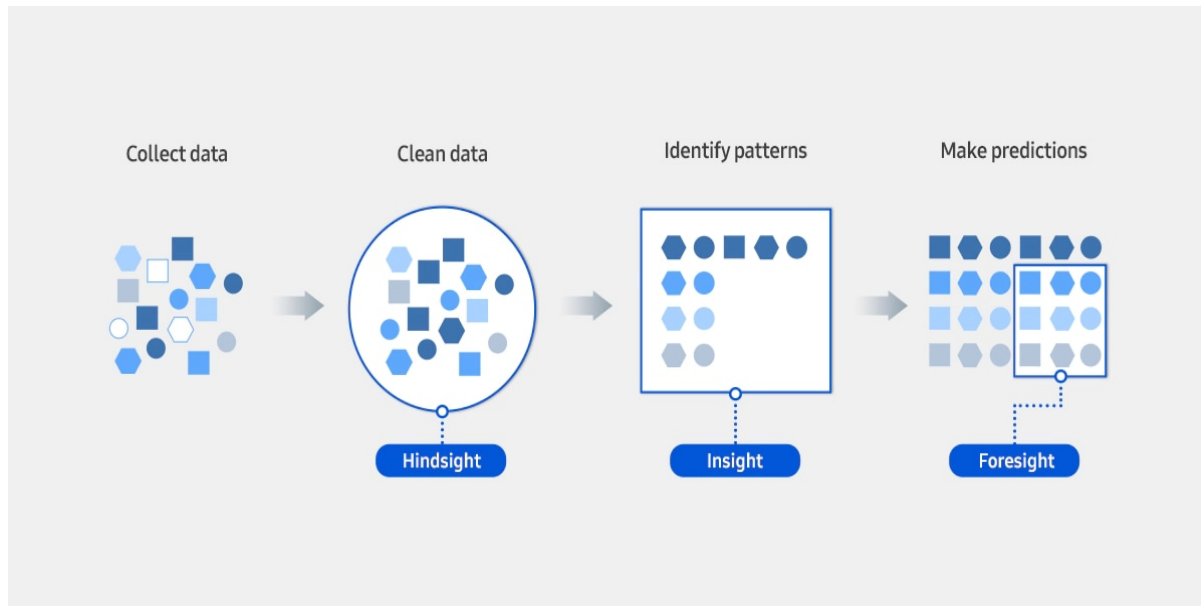 Collect data
Clean data
Identify patterns
Make predictions
Hindsight
Insight
Foresight